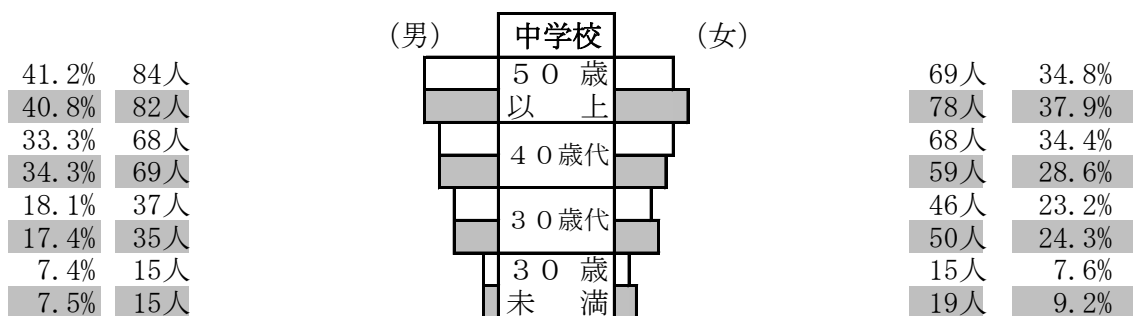 (男) 中学校 (女)
41.2% 84人 50歳 69人 34.8%
40.8% 82人 以上 78人 37.9%
33.3% 68人 40歳代 68人 34.4%
34.3% 69人 59人 28.6%
18.1% 37人 30歳代 46人 23.2%
17.4% 35人 50人 24.3%
7.4% 15人 30歳 15人 7.6%
7.5% 15人 未満 19人 9.2%